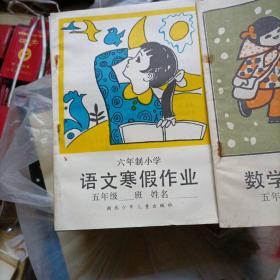 六年制小学
语文寒假作业
五年级 班 姓名
湖北少年儿童出版社
数学
五年